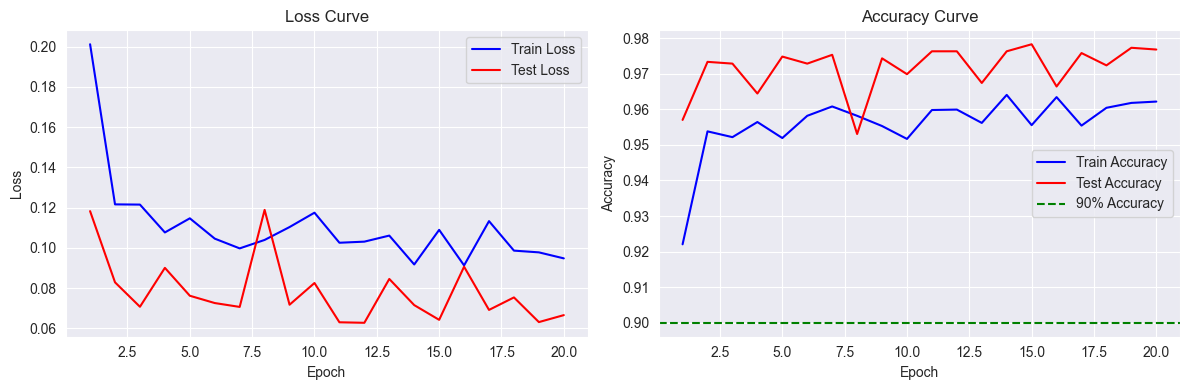 Loss Curve
Train Loss
Test Loss
0.20
0.18
0.16
0.14
0.12
0.10
0.08
0.06
Loss
2.5 5.0 7.5 10.0 12.5 15.0 17.5 20.0
Epoch
Accuracy Curve
0.98
0.97
0.96
0.95
0.94
0.93
0.92
0.91
0.90
Accuracy
Train Accuracy
Test Accuracy
90% Accuracy
2.5 5.0 7.5 10.0 12.5 15.0 17.5 20.0
Epoch